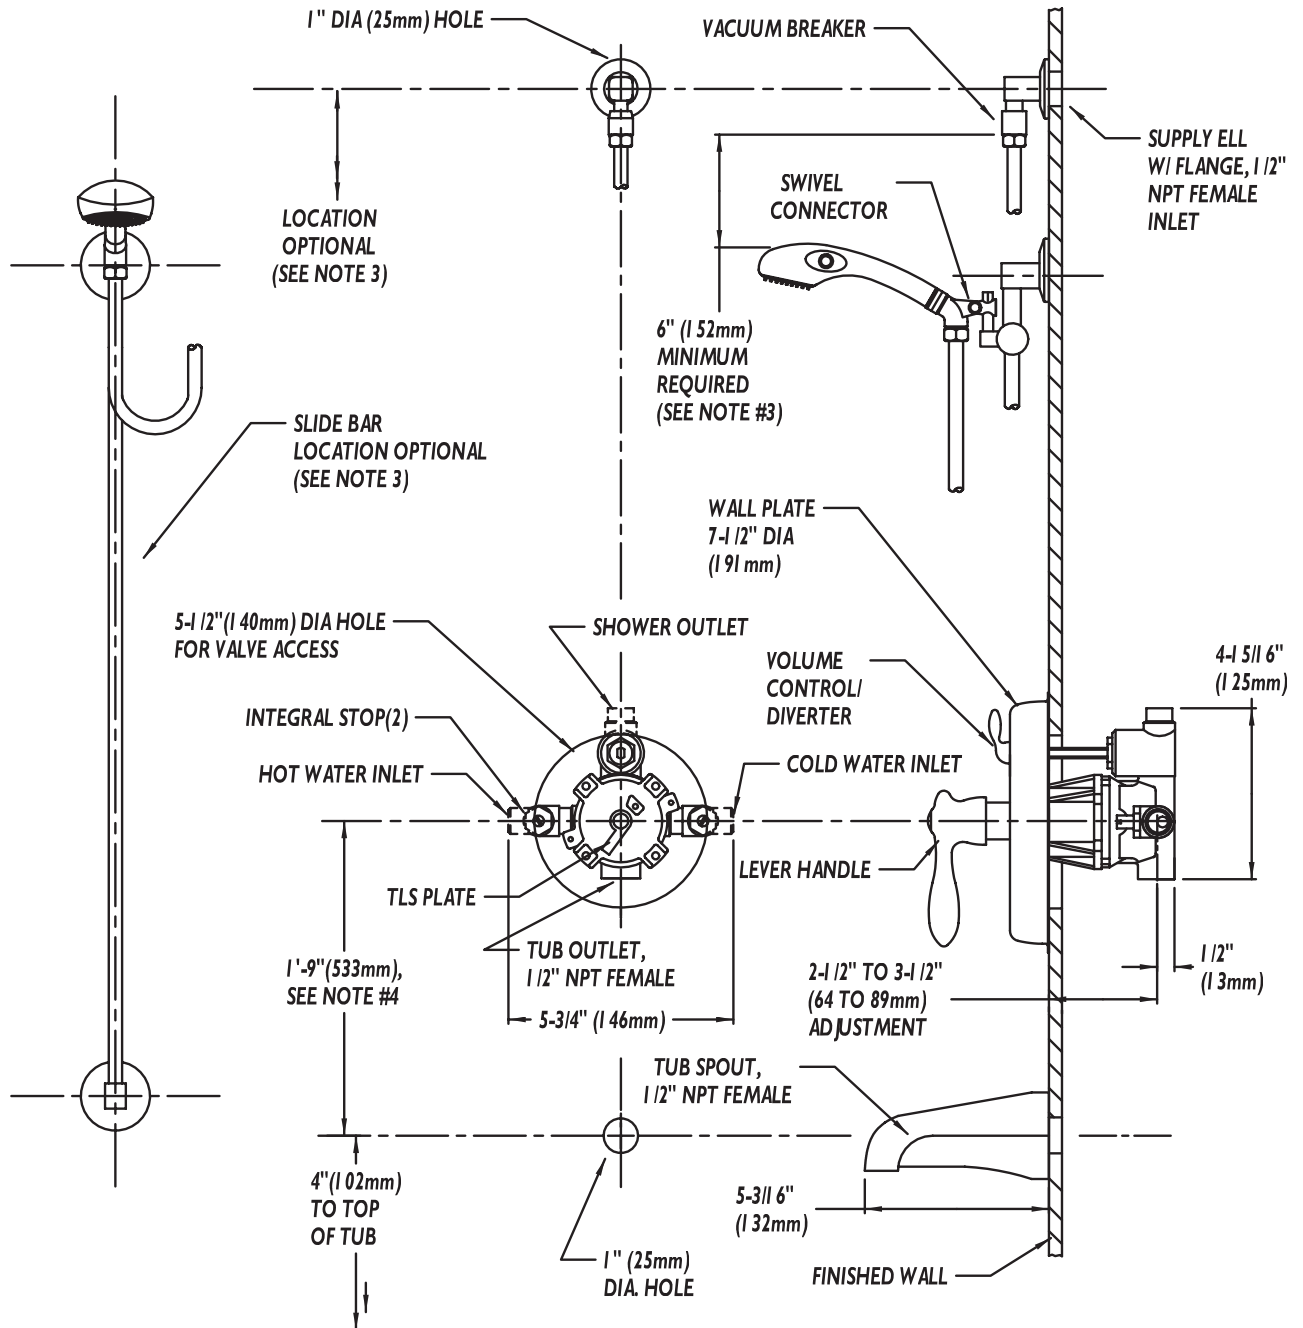 1" DIA (25mm) HOLE
VACUUM BREAKER
SUPPLY ELL
W/ FLANGE, 1/2"
NPT FEMALE
INLET
SWIVEL
CONNECTOR
LOCATION
OPTIONAL
(SEE NOTE 3)
6" (152mm)
MINIMUM
REQUIRED
(SEE NOTE #3)
SLIDE BAR
LOCATION OPTIONAL
(SEE NOTE 3)
WALL PLATE
7-1/2" DIA
(191mm)
5-1/2"(140mm) DIA HOLE
FOR VALVE ACCESS
SHOWER OUTLET
VOLUME
CONTROL/
DIVERTER
4-15/16"
(125mm)
INTEGRAL STOP(2)
HOT WATER INLET
COLD WATER INLET
LEVER HANDLE
TLS PLATE
TUB OUTLET,
1/2" NPT FEMALE
1'-9"(533mm),
SEE NOTE #4
2-1/2" TO 3-1/2"
(64 TO 89mm)
ADJUSTMENT
1/2"
(13mm)
5-3/4" (146mm)
TUB SPOUT,
1/2" NPT FEMALE
4"(102mm)
TO TOP
OF TUB
5-3/16"
(132mm)
1" (25mm)
DIA. HOLE
FINISHED WALL